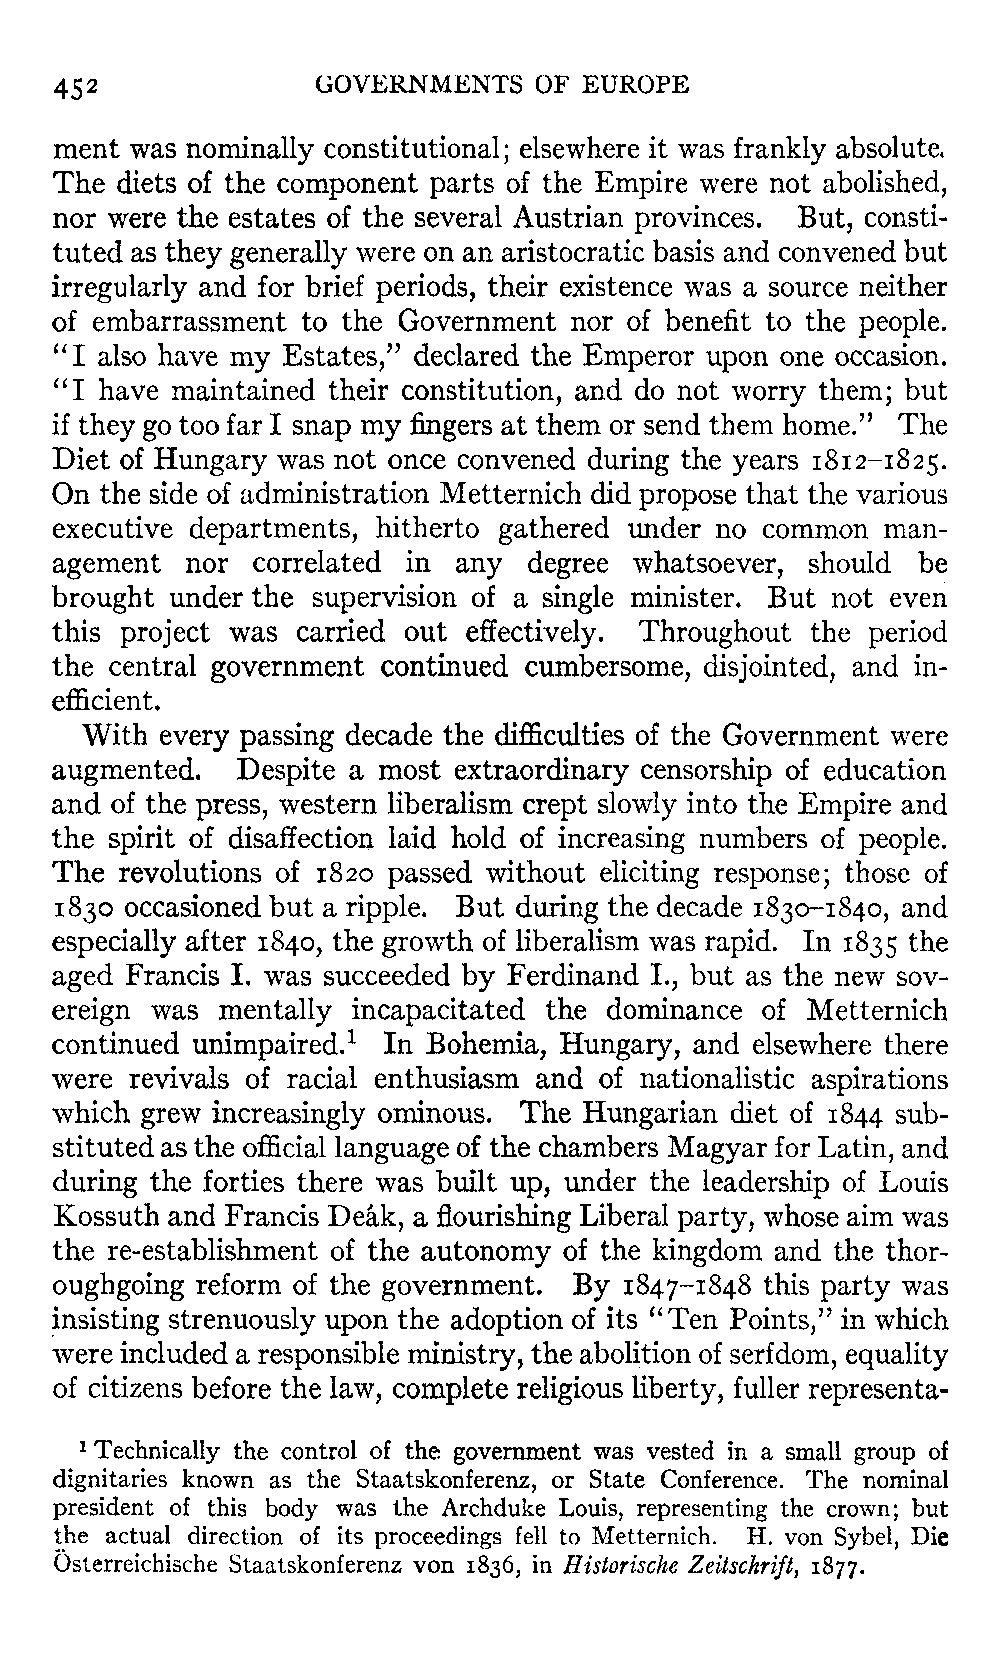 452 GOVERNMENTS OF EUROPE
ment was nominally constitutional; elsewhere it was frankly absolute.
The diets of the component parts of the Empire were not abolished,
nor were the estates of the several Austrian provinces. But, consti-
tuted as they generally were on an aristocratic basis and convened but
irregularly and for brief periods, their existence was a source neither
of embarrassment to the Government nor of benefit to the people.
"I also have my Estates," declared the Emperor upon one occasion.
"I have maintained their constitution, and do not worry them; but
if they go too far I snap my fingers at them or send them home." The
Diet of Hungary was not once convened during the years 1812–1825.
On the side of administration Metternich did propose that the various
executive departments, hitherto gathered under no common man-
agement nor correlated in any degree whatsoever, should be
brought under the supervision of a single minister. But not even
this project was carried out effectively. Throughout the period
the central government continued cumbersome, disjointed, and in-
efficient.
With every passing decade the difficulties of the Government were
augmented. Despite a most extraordinary censorship of education
and of the press, western liberalism crept slowly into the Empire and
the spirit of disaffection laid hold of increasing numbers of people.
The revolutions of 1820 passed without eliciting response; those of
1830 occasioned but a ripple. But during the decade 1830–1840, and
especially after 1840, the growth of liberalism was rapid. In 1835 the
aged Francis I. was succeeded by Ferdinand I., but as the new sov-
ereign was mentally incapacitated the dominance of Metternich
continued unimpaired.¹ In Bohemia, Hungary, and elsewhere there
were revivals of racial enthusiasm and of nationalistic aspirations
which grew increasingly ominous. The Hungarian diet of 1844 sub-
stituted as the official language of the chambers Magyar for Latin, and
during the forties there was built up, under the leadership of Louis
Kossuth and Francis Deák, a flourishing Liberal party, whose aim was
the re-establishment of the autonomy of the kingdom and the thor-
oughgoing reform of the government. By 1847–1848 this party was
insisting strenuously upon the adoption of its "Ten Points," in which
were included a responsible ministry, the abolition of serfdom, equality
of citizens before the law, complete religious liberty, fuller representa-
¹ Technically the control of the government was vested in a small group of
dignitaries known as the Staatskonferenz, or State Conference. The nominal
president of this body was the Archduke Louis, representing the crown; but
the actual direction of its proceedings fell to Metternich. H. von Sybel, Die
Österreichische Staatskonferenz von 1836, in Historische Zeitschrift, 1877.